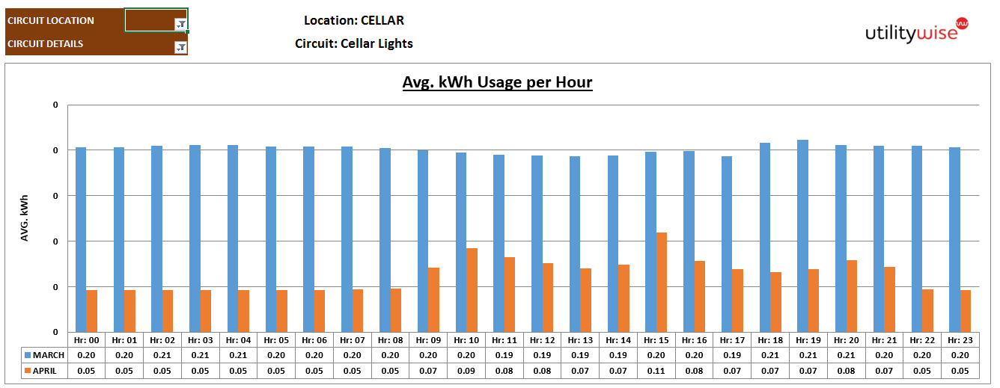 CIRCUIT LOCATION
CIRCUIT DETAILS
Location: CELLAR
Circuit: Cellar Lights
utilitywise uw
Avg. kWh Usage per Hour
AVG. kWh
0
0
0
0
0
0
Hr: 00 Hr: 01 Hr: 02 Hr: 03 Hr: 04 Hr: 05 Hr: 06 Hr: 07 Hr: 08 Hr: 09 Hr: 10 Hr: 11 Hr: 12 Hr: 13 Hr: 14 Hr: 15 Hr: 16 Hr: 17 Hr: 18 Hr: 19 Hr: 20 Hr: 21 Hr: 22 Hr: 23
MARCH 0.20 0.20 0.21 0.21 0.21 0.20 0.20 0.20 0.20 0.20 0.20 0.19 0.19 0.19 0.19 0.20 0.20 0.19 0.21 0.21 0.21 0.20 0.20 0.20
APRIL 0.05 0.05 0.05 0.05 0.05 0.05 0.05 0.05 0.05 0.07 0.09 0.08 0.08 0.07 0.07 0.11 0.08 0.07 0.07 0.07 0.08 0.07 0.05 0.05